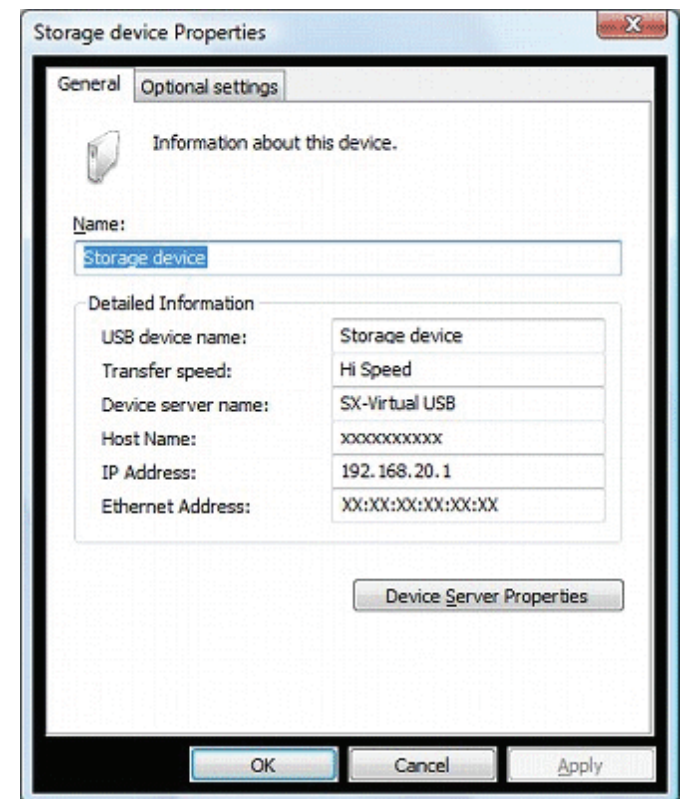 Storage device Properties
X
General Optional settings
Information about this device.
Name:
Storage device
Detailed Information
USB device name: Storage device
Transfer speed: Hi Speed
Device server name: SX-Virtual USB
Host Name: xxxxxxxxxx
IP Address: 192.168.20.1
Ethernet Address: XX:XX:XX:XX:XX:XX
Device Server Properties
OK Cancel Apply